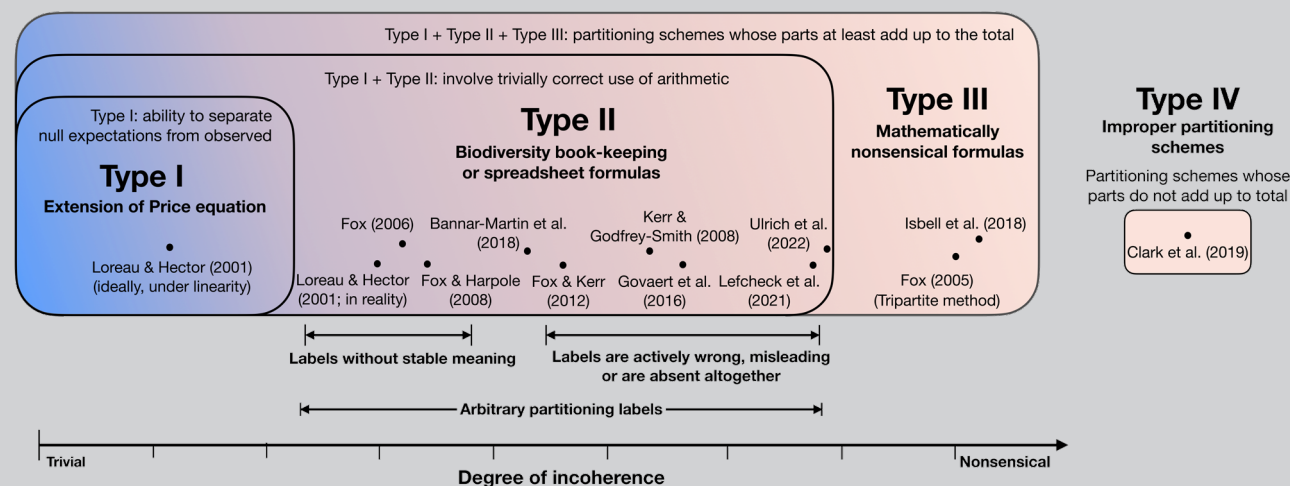 Type I + Type II + Type III: partitioning schemes whose parts at least add up to the total
Type I + Type II: involve trivially correct use of arithmetic
Type I: ability to separate
null expectations from observed
Type I
Extension of Price equation
Loreau & Hector (2001)
(ideally, under linearity)
Type II
Biodiversity book-keeping
or spreadsheet formulas
Fox (2006)
Bannar-Martin et al.
(2018)
Kerr &
Godfrey-Smith (2008)
Ulrich et al.
(2022)
Loreau & Hector
(2001; in reality)
Fox & Harpole
(2008)
Fox & Kerr
(2012)
Govaert et al.
(2016)
Lefcheck et al.
(2021)
Type III
Mathematically
nonsensical formulas
Isbell et al. (2018)
Fox (2005)
(Tripartite method)
Type IV
Improper partitioning
schemes
Partitioning schemes whose
parts do not add up to total
Clark et al. (2019)
Labels without stable meaning
Labels are actively wrong, misleading
or are absent altogether
Arbitrary partitioning labels
Trivial
Nonsensical
Degree of incoherence